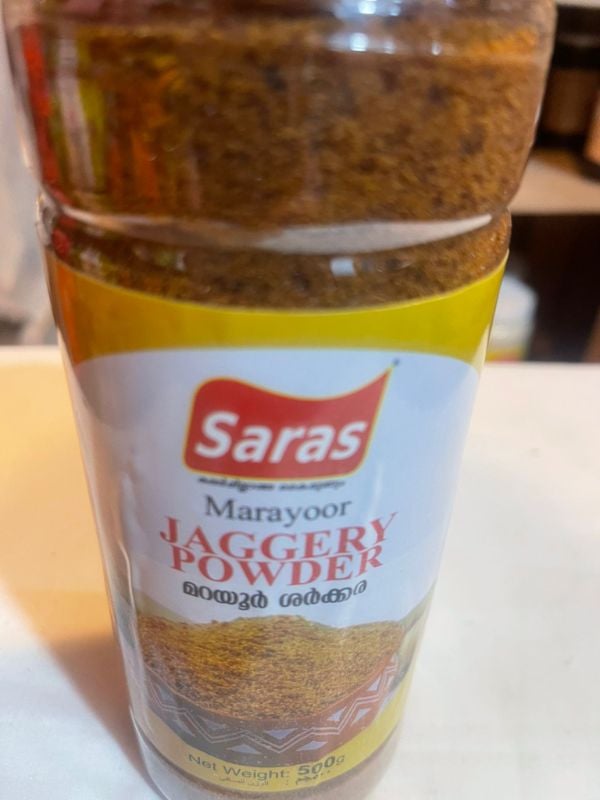 Saras
Marayoor
JAGGERY
POWDER
മറയൂർ ശർക്കര
Net Weight: 500g